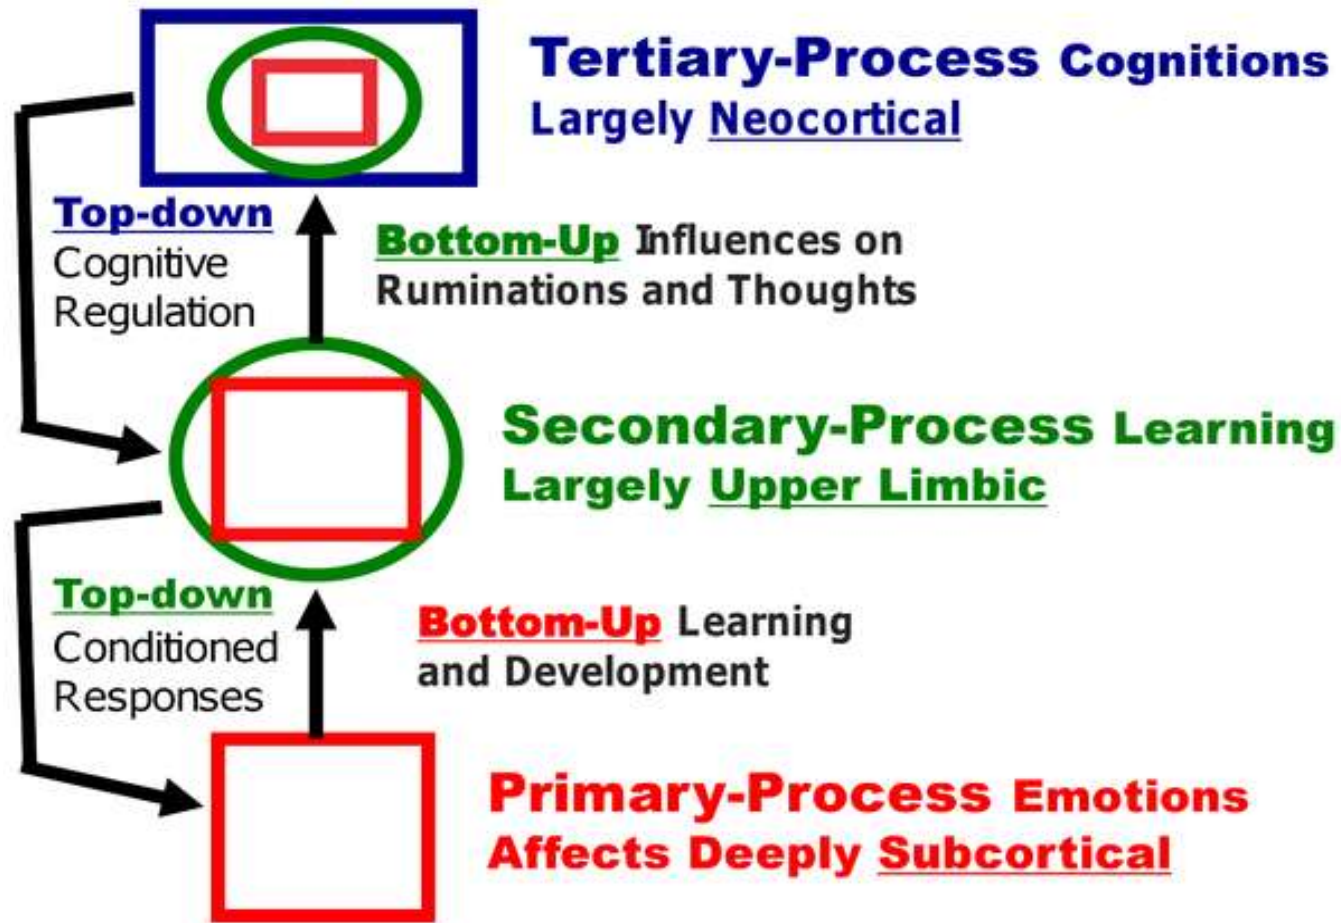 Tertiary-Process Cognitions
Largely Neocortical
Top-down
Cognitive
Regulation
Bottom-Up Influences on
Ruminations and Thoughts
Secondary-Process Learning
Largely Upper Limbic
Top-down
Conditioned
Responses
Bottom-Up Learning
and Development
Primary-Process Emotions
Affects Deeply Subcortical